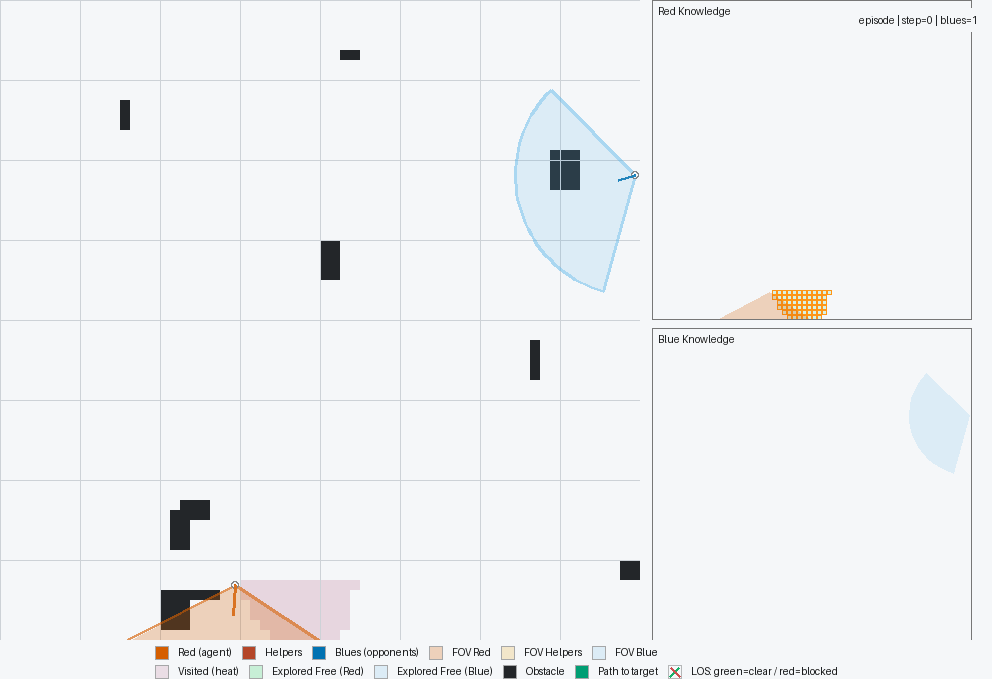 Red Knowledge
episode | step=0 | blues=1
Blue Knowledge
Red (agent) Helpers Blues (opponents) FOV Red FOV Helpers FOV Blue
Visited (heat) Explored Free (Red) Explored Free (Blue) Obstacle Path to target LOS: green=clear / red=blocked